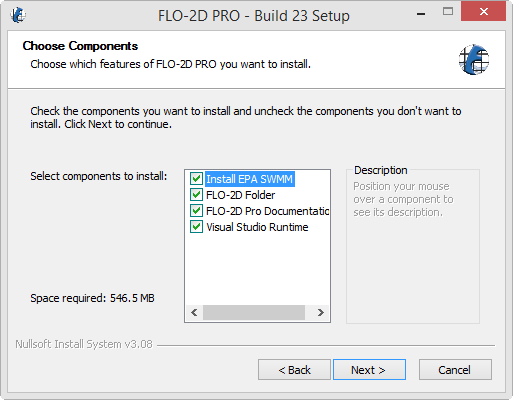 FLO-2D PRO - Build 23 Setup
Choose Components
Choose which features of FLO-2D PRO you want to install.
Check the components you want to install and uncheck the components you don't want to
install. Click Next to continue.
Select components to install:
Install EPA SWMM
FLO-2D Folder
FLO-2D Pro Documentatio
Visual Studio Runtime
Description
Position your mouse
over a component to
see its description.
Space required: 546.5 MB
Nullsoft Install System v3.08
< Back
Next >
Cancel